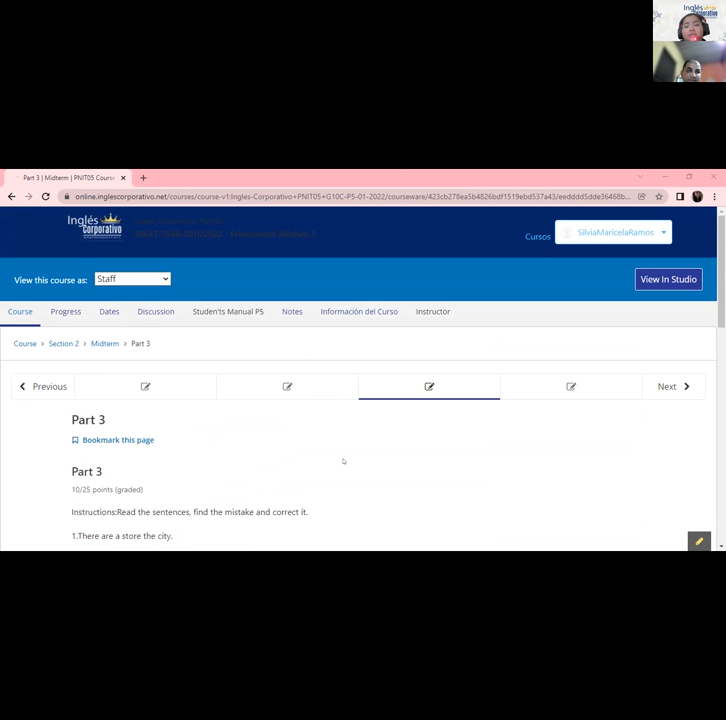 Inglés
Corporativo
Part 3 | Midterm | PNIT05 Course
online.inglescorporativo.net/courses/course-v1:Ingles-Corporativo+PNIT05+G10C-P5-01-2022/courseware/423cb278ea5b4826bdf1519ebd537a43/eedddd5dde36468b...
Inglés
Corporativo
Cursos
SilviaMaricelaRamos
View this course as:
Staff
View In Studio
Course
Progress
Dates
Discussion
Studen'ts Manual P5
Notes
Información del Curso
Instructor
Course > Section 2 > Midterm > Part 3
Previous
Next
Part 3
Bookmark this page
Part 3
10/25 points (graded)
Instructions:Read the sentences, find the mistake and correct it.
1.There are a store the city.